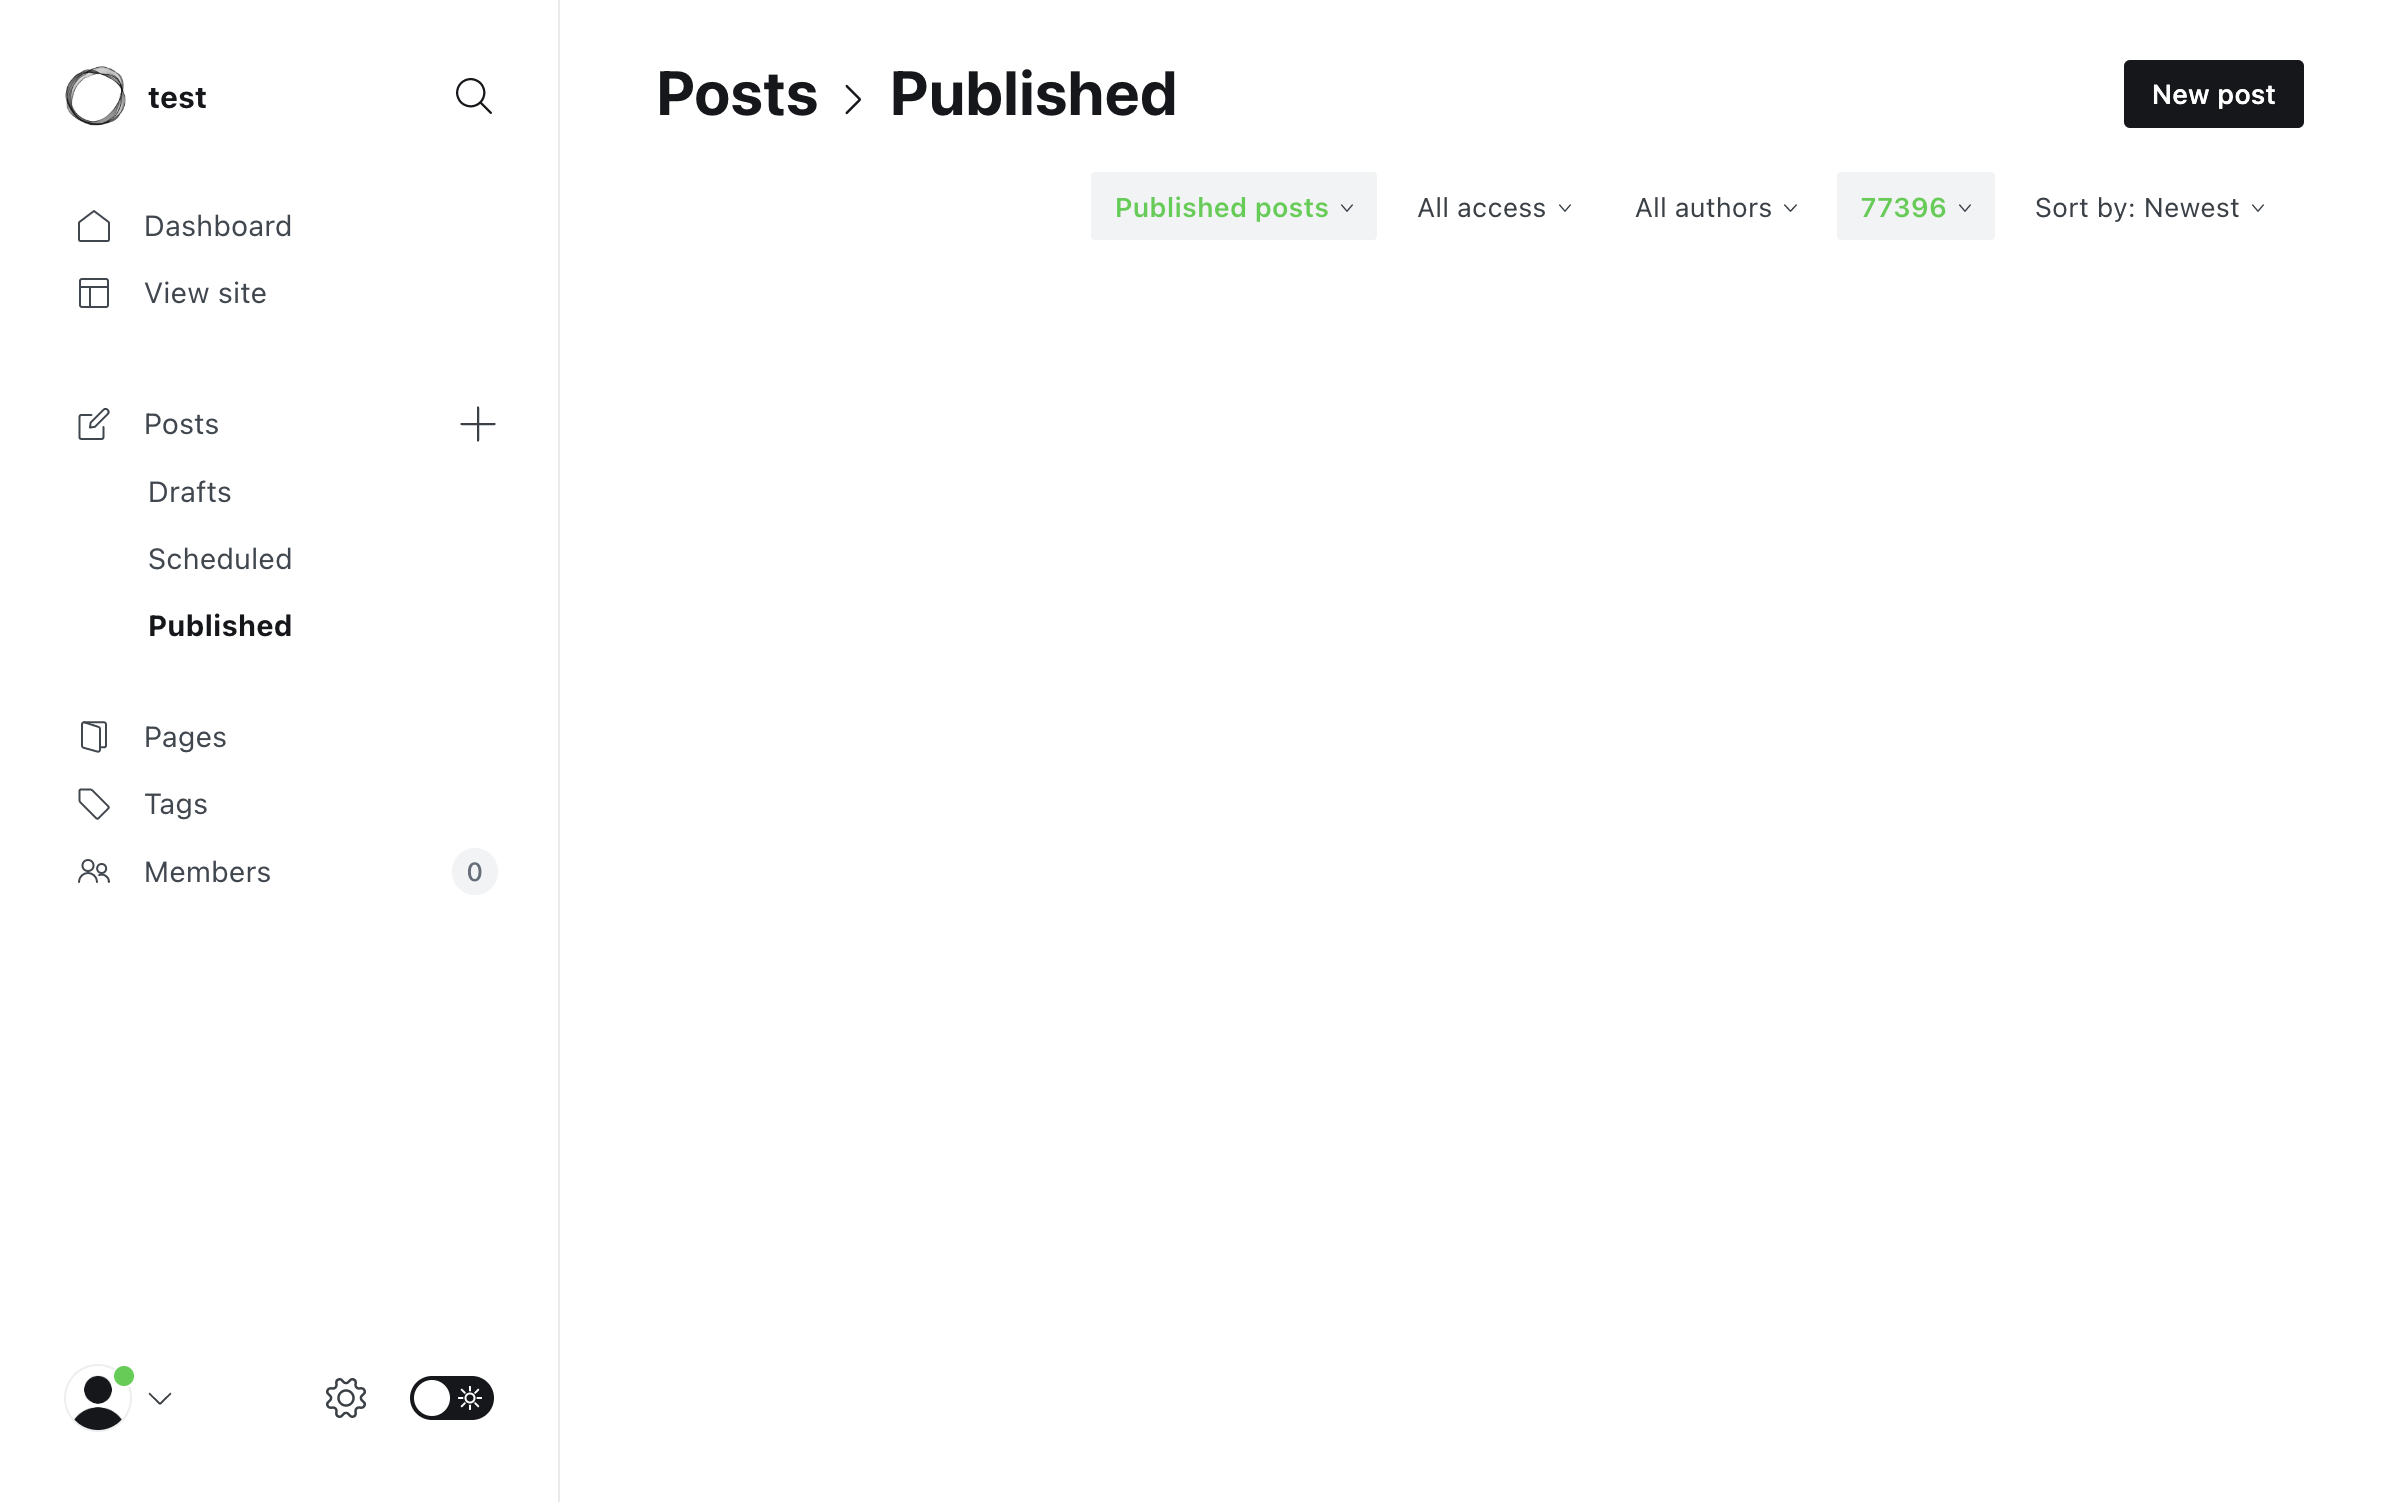 test
Dashboard
View site
Posts
Drafts
Scheduled
Published
Pages
Tags
Members 0
Posts > Published
New post
Published posts All access All authors 77396 Sort by: Newest